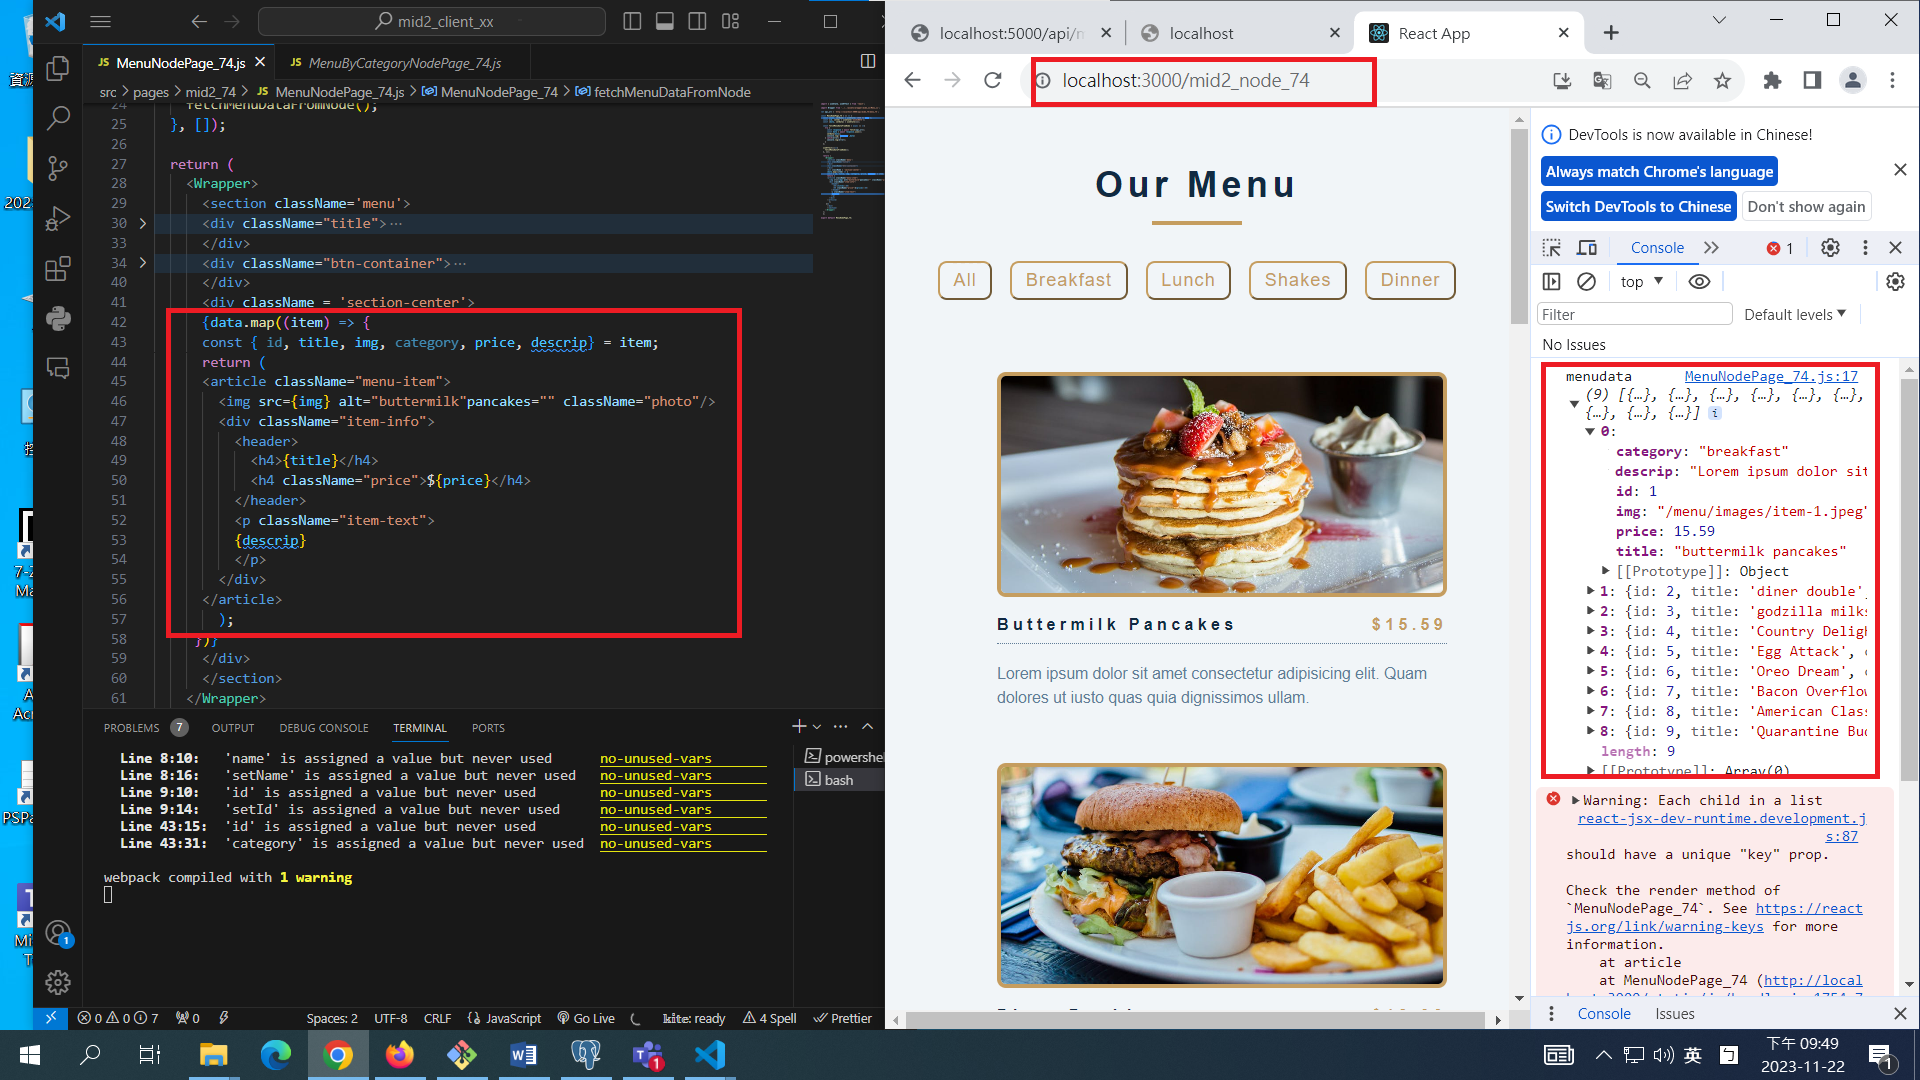 mid2_client_xx
MenuNodePage_74.js
MenuByCategoryNodePage_74.js
src > pages > mid2_74 > JS MenuNodePage_74.js > MenuNodePage_74 > fetchMenuDataFromNode
24 fetchMenuDataFromNode();
25 }, []);
26
27 return (
28 <Wrapper>
29 <section className='menu'>
30 <div className="title">···
33 </div>
34 <div className="btn-container">···
40 </div>
41 <div className = 'section-center'>
42 {data.map((item) => {
43 const { id, title, img, category, price, descrip} = item;
44 return (
45 <article className="menu-item">
46 <img src={img} alt="buttermilk"pancakes="" className="photo"/>
47 <div className="item-info">
48 <header>
49 <h4>{title}</h4>
50 <h4 className="price">${price}</h4>
51 </header>
52 <p className="item-text">
53 {descrip}
54 </p>
55 </div>
56 </article>
57 );
58 })}
59 </div>
60 </section>
61 </Wrapper>
PROBLEMS 7 OUTPUT DEBUG CONSOLE TERMINAL PORTS
Line 8:10: 'name' is assigned a value but never used no-unused-vars
Line 8:16: 'setName' is assigned a value but never used no-unused-vars
Line 9:10: 'id' is assigned a value but never used no-unused-vars
Line 9:14: 'setId' is assigned a value but never used no-unused-vars
Line 43:15: 'id' is assigned a value but never used no-unused-vars
Line 43:31: 'category' is assigned a value but never used no-unused-vars
webpack compiled with 1 warning
powershel
bash
0 0 7 0 Spaces: 2 UTF-8 CRLF JavaScript Go Live kite: ready 4 Spell Prettier
localhost:5000/api/m
localhost
React App
localhost:3000/mid2_node_74
Our Menu
All Breakfast Lunch Shakes Dinner
Buttermilk Pancakes $15.59
Lorem ipsum dolor sit amet consectetur adipisicing elit. Quam
dolores ut iusto quas quia dignissimos ullam.
DevTools is now available in Chinese!
Always match Chrome's language
Switch DevTools to Chinese Don't show again
Console 1
top
Filter Default levels
No Issues
menudata MenuNodePage_74.js:17
(9) [{…}, {…}, {…}, {…}, {…}, {…},
{…}, {…}, {…}] i
0:
category: "breakfast"
descrip: "Lorem ipsum dolor sit
id: 1
img: "/menu/images/item-1.jpeg"
price: 15.59
title: "buttermilk pancakes"
[[Prototype]]: Object
1: {id: 2, title: 'diner double',
2: {id: 3, title: 'godzilla milks
3: {id: 4, title: 'Country Deligh
4: {id: 5, title: 'Egg Attack', c
5: {id: 6, title: 'Oreo Dream', c
6: {id: 7, title: 'Bacon Overflow
7: {id: 8, title: 'American Class
8: {id: 9, title: 'Quarantine Bud
length: 9
[[Prototype]]: Array(0)
Warning: Each child in a list
react-jsx-dev-runtime.development.j
s:87
should have a unique "key" prop.
Check the render method of
`MenuNodePage_74`. See https://react
js.org/link/warning-keys for more
information.
at article
at MenuNodePage_74 (http://local
Console Issues
英
下午 09:49
2023-11-22
1